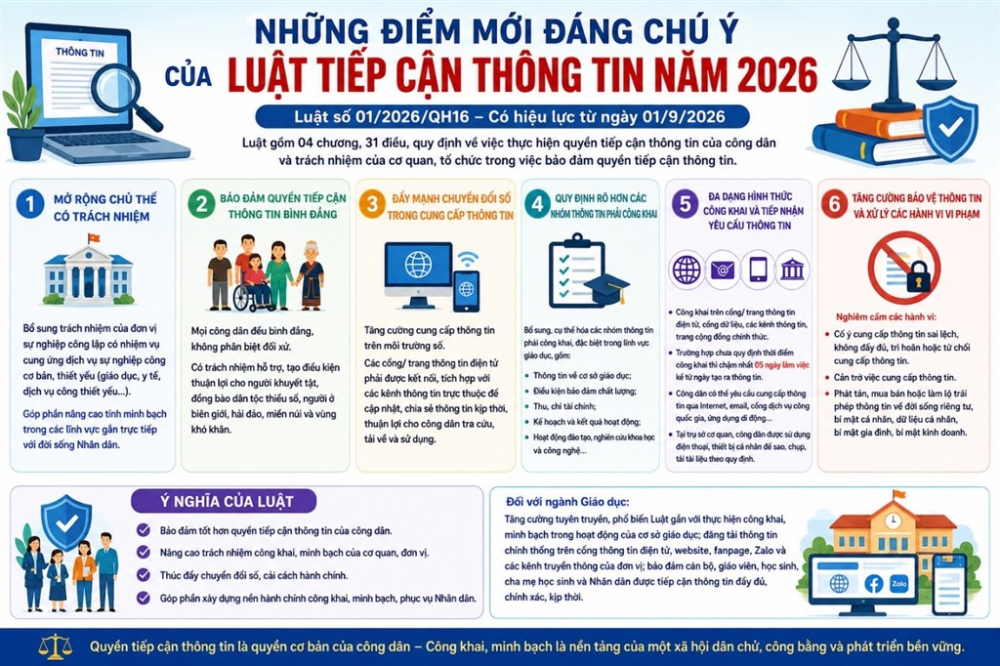 THÔNG TIN
NHỮNG ĐIỂM MỚI ĐÁNG CHÚ Ý
CỦA LUẬT TIẾP CẬN THÔNG TIN NĂM 2026
Luật số 01/2026/QH16 – Có hiệu lực từ ngày 01/9/2026
Luật gồm 04 chương, 31 điều, quy định về việc thực hiện quyền tiếp cận thông tin của công dân
và trách nhiệm của cơ quan, tổ chức trong việc bảo đảm quyền tiếp cận thông tin.
1
MỞ RỘNG CHỦ THỂ
CÓ TRÁCH NHIỆM
Bổ sung trách nhiệm của đơn vị
sự nghiệp công lập có nhiệm vụ
cung ứng dịch vụ sự nghiệp công
cơ bản, thiết yếu (giáo dục, y tế,
dịch vụ công thiết yếu...).
Góp phần nâng cao tính minh bạch
trong các lĩnh vực gắn trực tiếp
với đời sống Nhân dân.
2
BẢO ĐẢM QUYỀN TIẾP CẬN
THÔNG TIN BÌNH ĐẲNG
Mọi công dân đều bình đẳng,
không phân biệt đối xử.
Có trách nhiệm hỗ trợ, tạo điều kiện
thuận lợi cho người khuyết tật,
đồng bào dân tộc thiểu số, người ở
biên giới, hải đảo, miền núi và vùng
khó khăn.
3
ĐẨY MẠNH CHUYỂN ĐỔI SỐ
TRONG CUNG CẤP THÔNG TIN
Tăng cường cung cấp thông tin
trên môi trường số.
Các cổng/ trang thông tin điện tử
phải được kết nối, tích hợp với
các kênh thông tin trực thuộc để
cập nhật, chia sẻ thông tin kịp thời,
thuận lợi cho công dân tra cứu,
tải về và sử dụng.
4
QUY ĐỊNH RÕ HƠN CÁC
NHÓM THÔNG TIN PHẢI CÔNG KHAI
Bổ sung, cụ thể hóa các nhóm thông tin
phải công khai, đặc biệt trong lĩnh vực
giáo dục, gồm:
• Thông tin về cơ sở giáo dục;
• Điều kiện bảo đảm chất lượng;
• Thu, chi tài chính;
• Kế hoạch và kết quả hoạt động;
• Hoạt động đào tạo, nghiên cứu khoa học
và công nghệ...
5
ĐA DẠNG HÌNH THỨC
CÔNG KHAI VÀ TIẾP NHẬN
YÊU CẦU THÔNG TIN
• Công khai trên cổng/ trang thông tin
điện tử, cổng dữ liệu, các kênh thông tin,
trang cộng đồng chính thức.
• Trường hợp chưa quy định thời điểm
công khai thì chậm nhất 05 ngày làm việc
kể từ ngày tạo ra thông tin.
• Công dân có thể yêu cầu cung cấp thông
tin qua Internet, email, cổng dịch vụ công
quốc gia, ứng dụng di động...
• Tại trụ sở cơ quan, công dân được sử dụng
điện thoại, thiết bị cá nhân để sao, chụp,
tải tài liệu theo quy định.
6
TĂNG CƯỜNG BẢO VỆ THÔNG TIN
VÀ XỬ LÝ CÁC HÀNH VI VI PHẠM
Nghiêm cấm các hành vi:
• Cố ý cung cấp thông tin sai lệch,
không đầy đủ, trì hoãn hoặc từ chối
cung cấp thông tin.
• Cản trở việc cung cấp thông tin.
• Phát tán, mua bán hoặc làm lộ trái
phép thông tin về đời sống riêng tư,
bí mật cá nhân, dữ liệu cá nhân,
bí mật gia đình, bí mật kinh doanh.
Ý NGHĨA CỦA LUẬT
Bảo đảm tốt hơn quyền tiếp cận thông tin của công dân.
Nâng cao trách nhiệm công khai, minh bạch của cơ quan, đơn vị.
Thúc đẩy chuyển đổi số, cải cách hành chính.
Góp phần xây dựng nền hành chính công khai, minh bạch, phục vụ Nhân dân.
Đối với ngành Giáo dục:
Tăng cường tuyên truyền, phổ biến Luật gắn với thực hiện công khai,
minh bạch trong hoạt động của cơ sở giáo dục; đăng tải thông tin
chính thống trên cổng thông tin điện tử, website, fanpage, Zalo và
các kênh truyền thông của đơn vị; bảo đảm cán bộ, giáo viên, học sinh,
cha mẹ học sinh và Nhân dân được tiếp cận thông tin đầy đủ,
chính xác, kịp thời.
Zalo
Quyền tiếp cận thông tin là quyền cơ bản của công dân – Công khai, minh bạch là nền tảng của một xã hội dân chử, công bằng và phát triển bền vững.